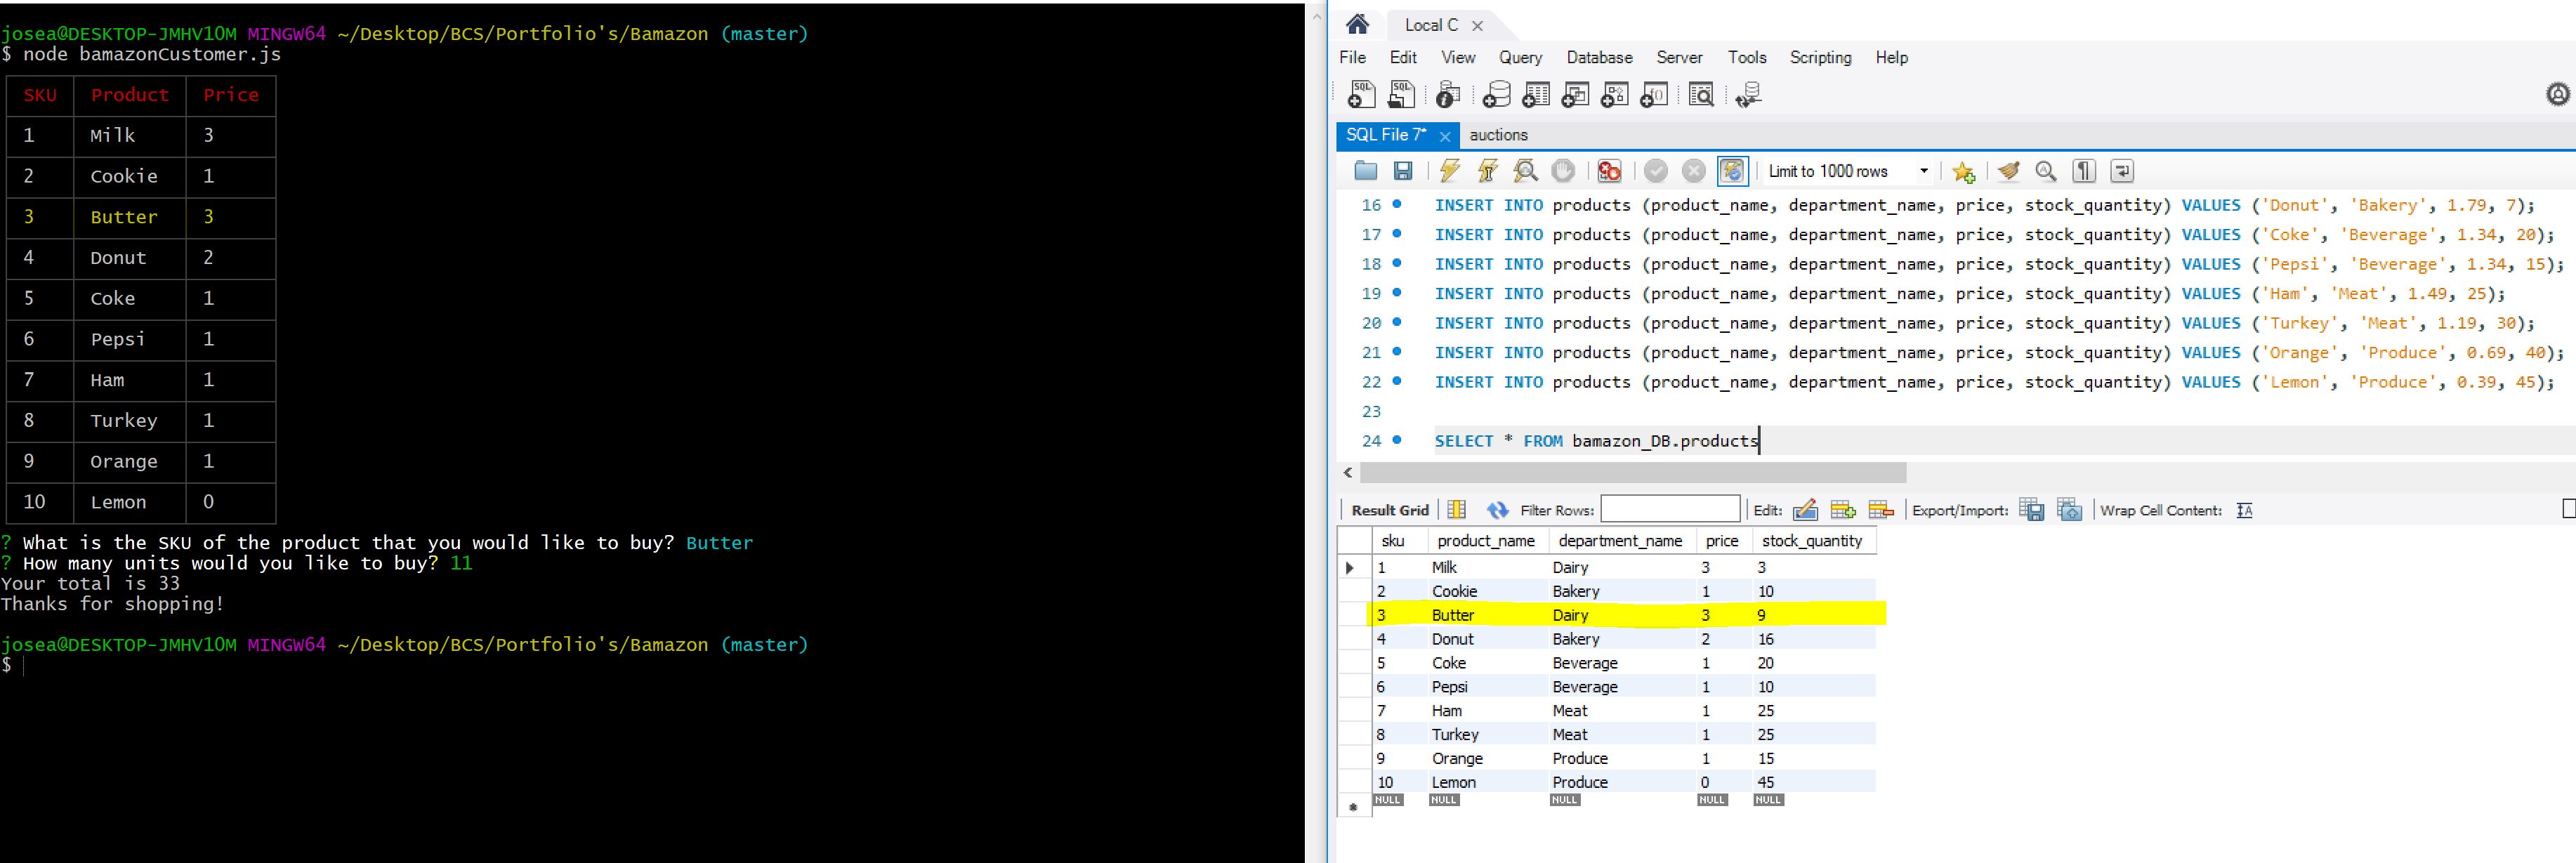 josea@DESKTOP-JMHV1OM MINGW64 ~/Desktop/BCS/Portfolio's/Bamazon (master)
$ node bamazonCustomer.js
SKU Product Price
1 Milk 3
2 Cookie 1
3 Butter 3
4 Donut 2
5 Coke 1
6 Pepsi 1
7 Ham 1
8 Turkey 1
9 Orange 1
10 Lemon 0
? What is the SKU of the product that you would like to buy? Butter
? How many units would you like to buy? 11
Your total is 33
Thanks for shopping!
josea@DESKTOP-JMHV1OM MINGW64 ~/Desktop/BCS/Portfolio's/Bamazon (master)
$
Local C
File Edit View Query Database Server Tools Scripting Help
SQL File 7* auctions
Limit to 1000 rows
16 INSERT INTO products (product_name, department_name, price, stock_quantity) VALUES ('Donut', 'Bakery', 1.79, 7);
17 INSERT INTO products (product_name, department_name, price, stock_quantity) VALUES ('Coke', 'Beverage', 1.34, 20);
18 INSERT INTO products (product_name, department_name, price, stock_quantity) VALUES ('Pepsi', 'Beverage', 1.34, 15);
19 INSERT INTO products (product_name, department_name, price, stock_quantity) VALUES ('Ham', 'Meat', 1.49, 25);
20 INSERT INTO products (product_name, department_name, price, stock_quantity) VALUES ('Turkey', 'Meat', 1.19, 30);
21 INSERT INTO products (product_name, department_name, price, stock_quantity) VALUES ('Orange', 'Produce', 0.69, 40);
22 INSERT INTO products (product_name, department_name, price, stock_quantity) VALUES ('Lemon', 'Produce', 0.39, 45);
23
24 SELECT * FROM bamazon_DB.products
Result Grid Filter Rows: Edit: Export/Import: Wrap Cell Content:
sku product_name department_name price stock_quantity
1 Milk Dairy 3 3
2 Cookie Bakery 1 10
3 Butter Dairy 3 9
4 Donut Bakery 2 16
5 Coke Beverage 1 20
6 Pepsi Beverage 1 10
7 Ham Meat 1 25
8 Turkey Meat 1 25
9 Orange Produce 1 15
10 Lemon Produce 0 45
NULL NULL NULL NULL NULL